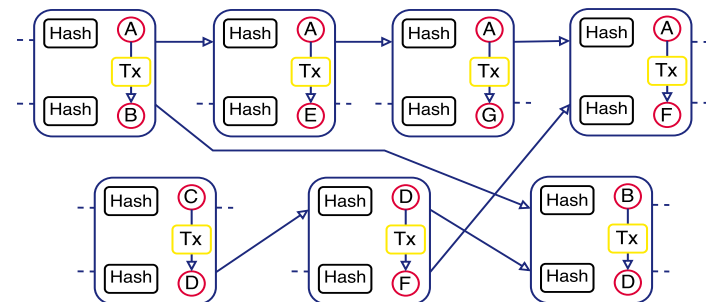 Hash A Hash A Hash A Hash A
Tx Tx Tx Tx
Hash B Hash E Hash G Hash F
Hash C Hash D Hash B
Tx Tx Tx
Hash D Hash F Hash D